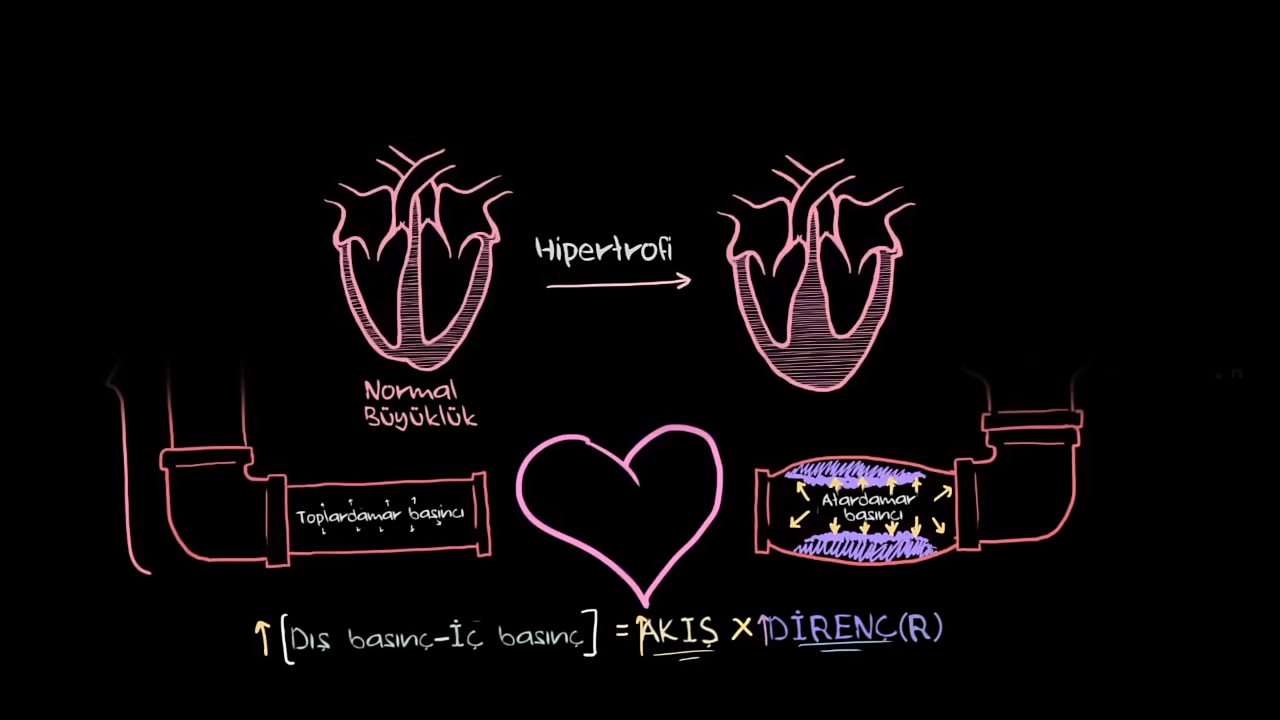 Hipertrofi
Normal
Büyüklük
Toplardamar basıncı
Atardamar
basıncı
↑[Dış basınç-İç basınç] = ↑AKIŞ x ↑DİRENÇ(R)